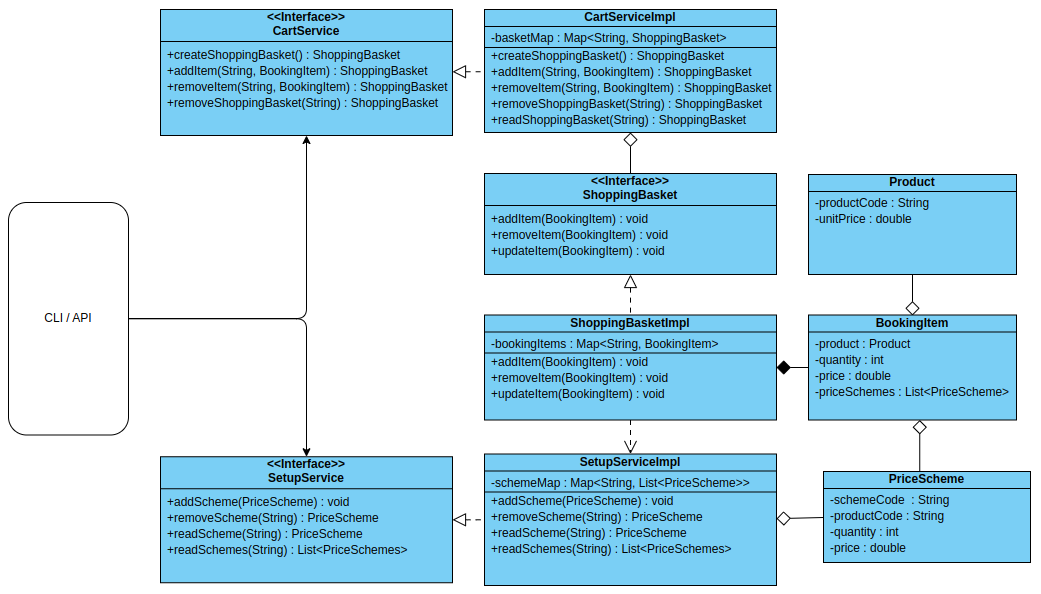 <<Interface>>
CartService
+createShoppingBasket() : ShoppingBasket
+addItem(String, BookingItem) : ShoppingBasket
+removeItem(String, BookingItem) : ShoppingBasket
+removeShoppingBasket(String) : ShoppingBasket
CartServiceImpl
-basketMap : Map<String, ShoppingBasket>
+createShoppingBasket() : ShoppingBasket
+addItem(String, BookingItem) : ShoppingBasket
+removeItem(String, BookingItem) : ShoppingBasket
+removeShoppingBasket(String) : ShoppingBasket
+readShoppingBasket(String) : ShoppingBasket
<<Interface>>
ShoppingBasket
+addItem(BookingItem) : void
+removeItem(BookingItem) : void
+updateItem(BookingItem) : void
Product
-productCode : String
-unitPrice : double
CLI / API
ShoppingBasketImpl
-bookingItems : Map<String, BookingItem>
+addItem(BookingItem) : void
+removeItem(BookingItem) : void
+updateItem(BookingItem) : void
BookingItem
-product : Product
-quantity : int
-price : double
-priceSchemes : List<PriceScheme>
<<Interface>>
SetupService
+addScheme(PriceScheme) : void
+removeScheme(String) : PriceScheme
+readScheme(String) : PriceScheme
+readSchemes(String) : List<PriceSchemes>
SetupServiceImpl
-schemeMap : Map<String, List<PriceScheme>>
+addScheme(PriceScheme) : void
+removeScheme(String) : PriceScheme
+readScheme(String) : PriceScheme
+readSchemes(String) : List<PriceSchemes>
PriceScheme
-schemeCode : String
-productCode : String
-quantity : int
-price : double